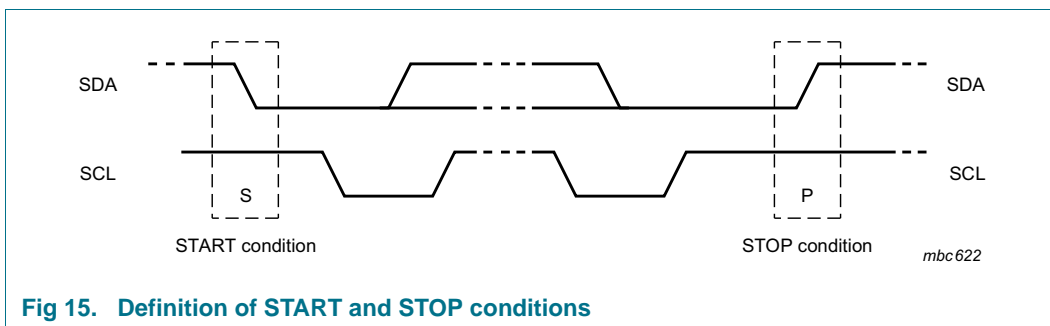 SDA SDA
SCL SCL
S P
START condition STOP condition
mbc622
Fig 15. Definition of START and STOP conditions